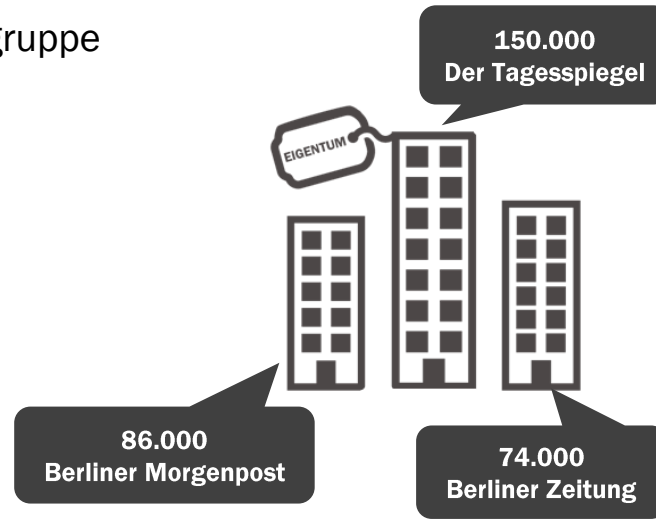 gruppe
150.000
Der Tagesspiegel
EIGENTUM
86.000
Berliner Morgenpost
74.000
Berliner Zeitung